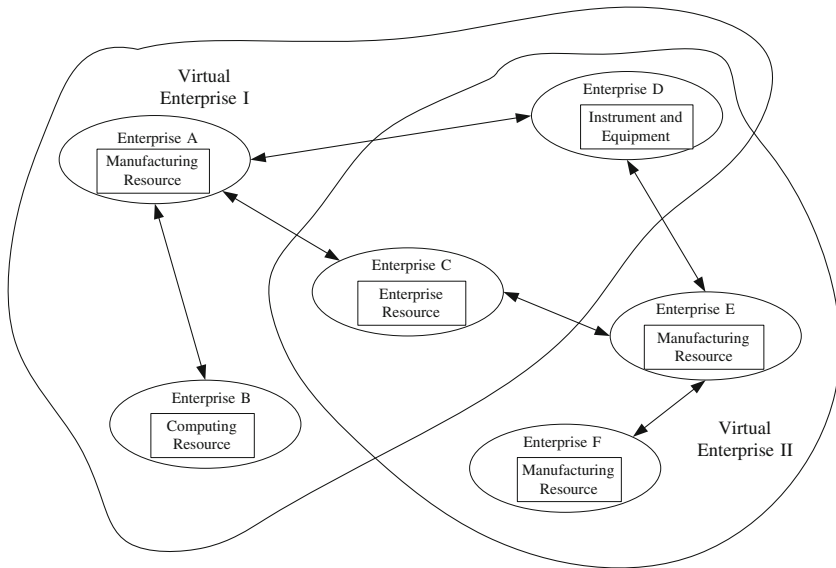 Virtual
Enterprise I
Enterprise D
Instrument and
Equipment
Enterprise A
Manufacturing
Resource
Enterprise C
Enterprise
Resource
Enterprise E
Manufacturing
Resource
Enterprise B
Computing
Resource
Virtual
Enterprise II
Enterprise F
Manufacturing
Resource